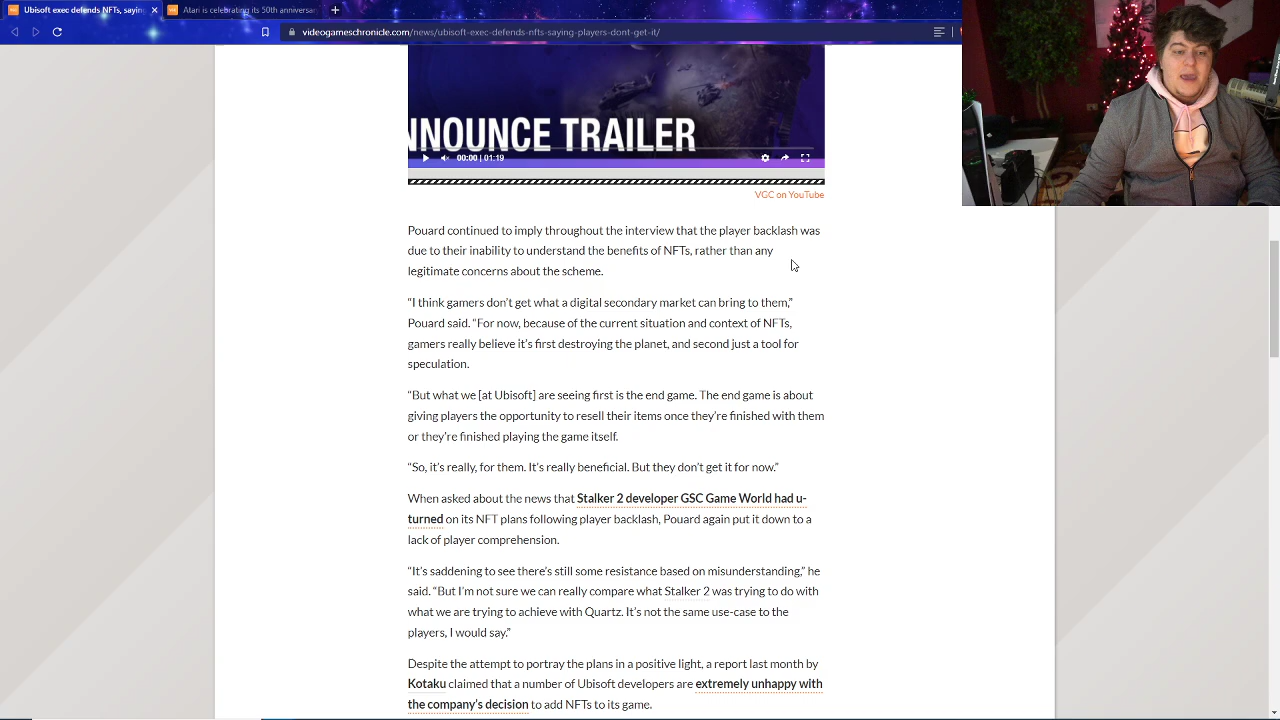 Ubisoft exec defends NFTs, sayin
Atari is celebrating its 50th anniversar
videogameschronicle.com/news/ubisoft-exec-defends-nfts-saying-players-dont-get-it/
NNOUNCE TRAILER
00:00 | 01:19
VGC on YouTube
Pouard continued to imply throughout the interview that the player backlash was
due to their inability to understand the benefits of NFTs, rather than any
legitimate concerns about the scheme.
“I think gamers don’t get what a digital secondary market can bring to them,”
Pouard said. “For now, because of the current situation and context of NFTs,
gamers really believe it’s first destroying the planet, and second just a tool for
speculation.
“But what we [at Ubisoft] are seeing first is the end game. The end game is about
giving players the opportunity to resell their items once they’re finished with them
or they’re finished playing the game itself.
“So, it’s really, for them. It’s really beneficial. But they don’t get it for now.”
When asked about the news that Stalker 2 developer GSC Game World had u-
turned on its NFT plans following player backlash, Pouard again put it down to a
lack of player comprehension.
“It’s saddening to see there’s still some resistance based on misunderstanding,” he
said. “But I’m not sure we can really compare what Stalker 2 was trying to do with
what we are trying to achieve with Quartz. It’s not the same use-case to the
players, I would say.”
Despite the attempt to portray the plans in a positive light, a report last month by
Kotaku claimed that a number of Ubisoft developers are extremely unhappy with
the company’s decision to add NFTs to its game.